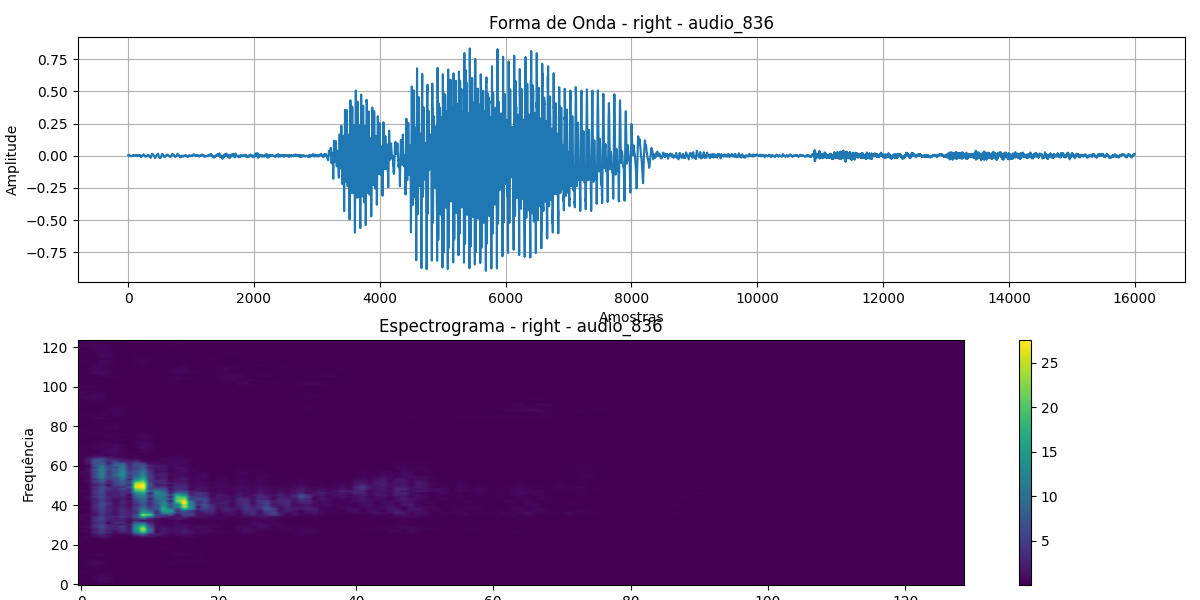 Forma de Onda - right - audio_836
Amplitude
0.75
0.50
0.25
0.00
−0.25
−0.50
−0.75
0 2000 4000 6000 8000 10000 12000 14000 16000
Amostras
Espectrograma - right - audio_836
Frequência
120
100
80
60
40
20
0
0 20 40 60 80 100 120
25
20
15
10
5